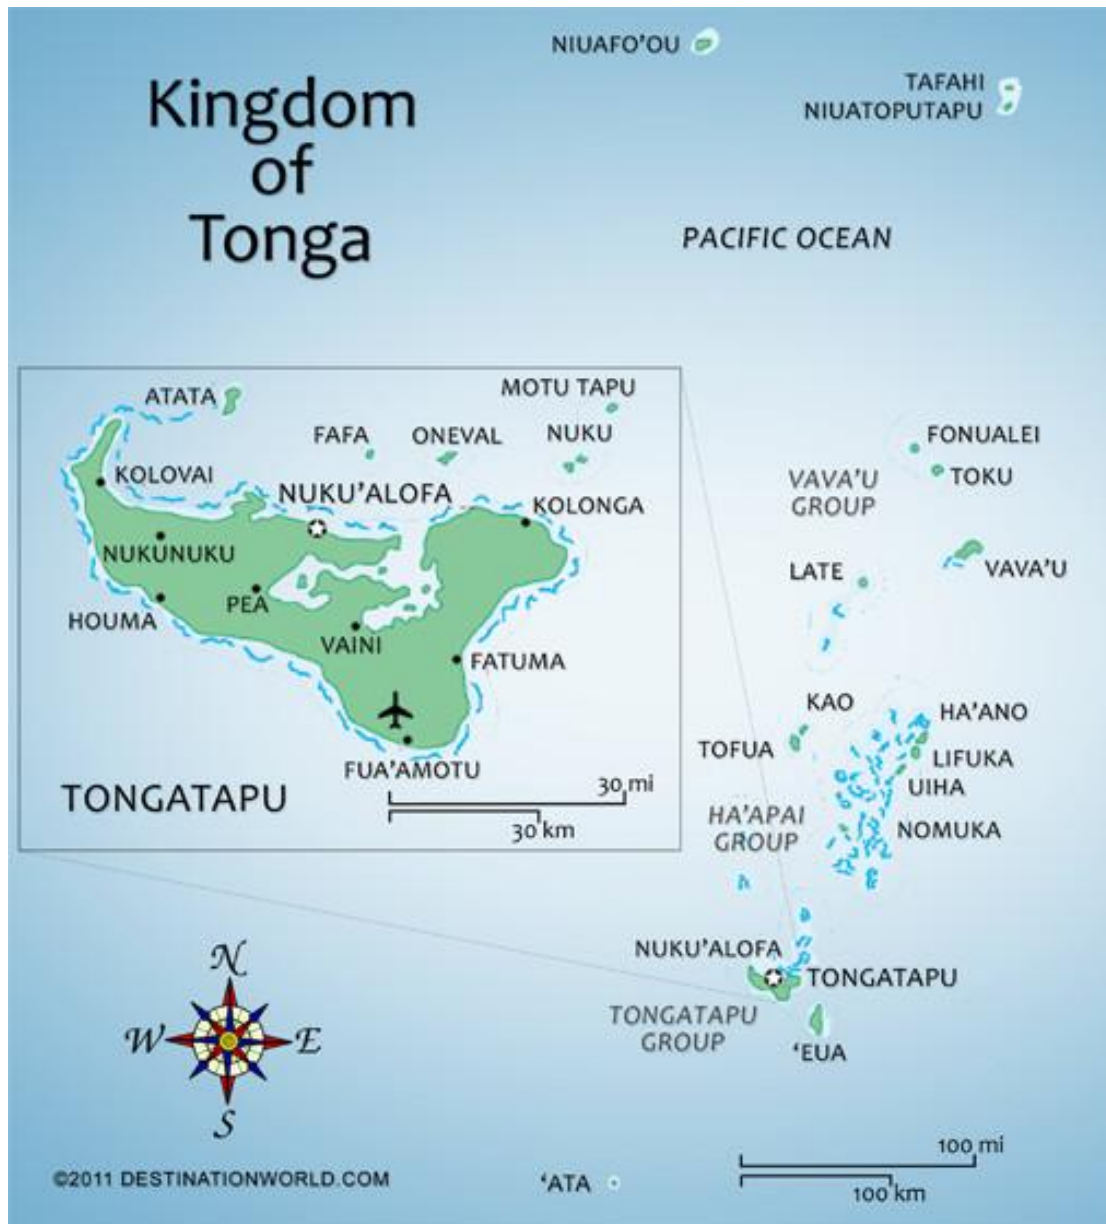 Kingdom
of
Tonga
NIUAFO'OU
TAFAHI
NIUATOPUTAPU
PACIFIC OCEAN
ATATA
MOTU TAPU
FAFA
ONEVAL
NUKU
KOLOVAI
NUKU'ALOFA
KOLONGA
NUKUNUKU
PEA
HOUMA
VAINI
FATUMA
FUA'AMOTU
TONGATAPU
30 mi
30 km
FONUALEI
TOKU
VAVA'U
GROUP
LATE
VAVA'U
KAO
HA'ANO
TOFUA
LIFUKA
UIHA
HA'APAI
GROUP
NOMUKA
NUKU'ALOFA
TONGATAPU
TONGATAPU
GROUP
'EUA
N
W
E
S
©2011 DESTINATIONWORLD.COM
'ATA
100 mi
100 km